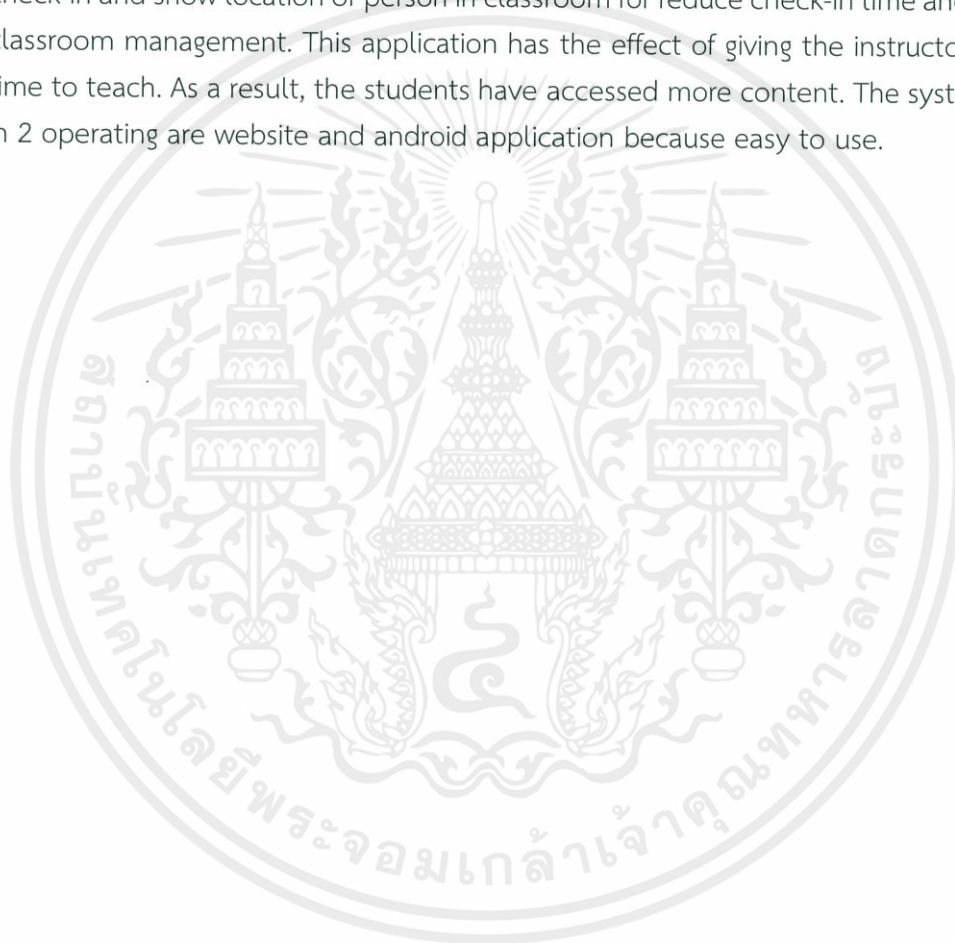 check-in and show location of person in classroom for reduce check-in time and
classroom management. This application has the effect of giving the instructo
time to teach. As a result, the students have accessed more content. The syst
n 2 operating are website and android application because easy to use.
สถาบันเทคโนโลยีพระจอมเกล้าเจ้าคุณทหารลาดกระบัง